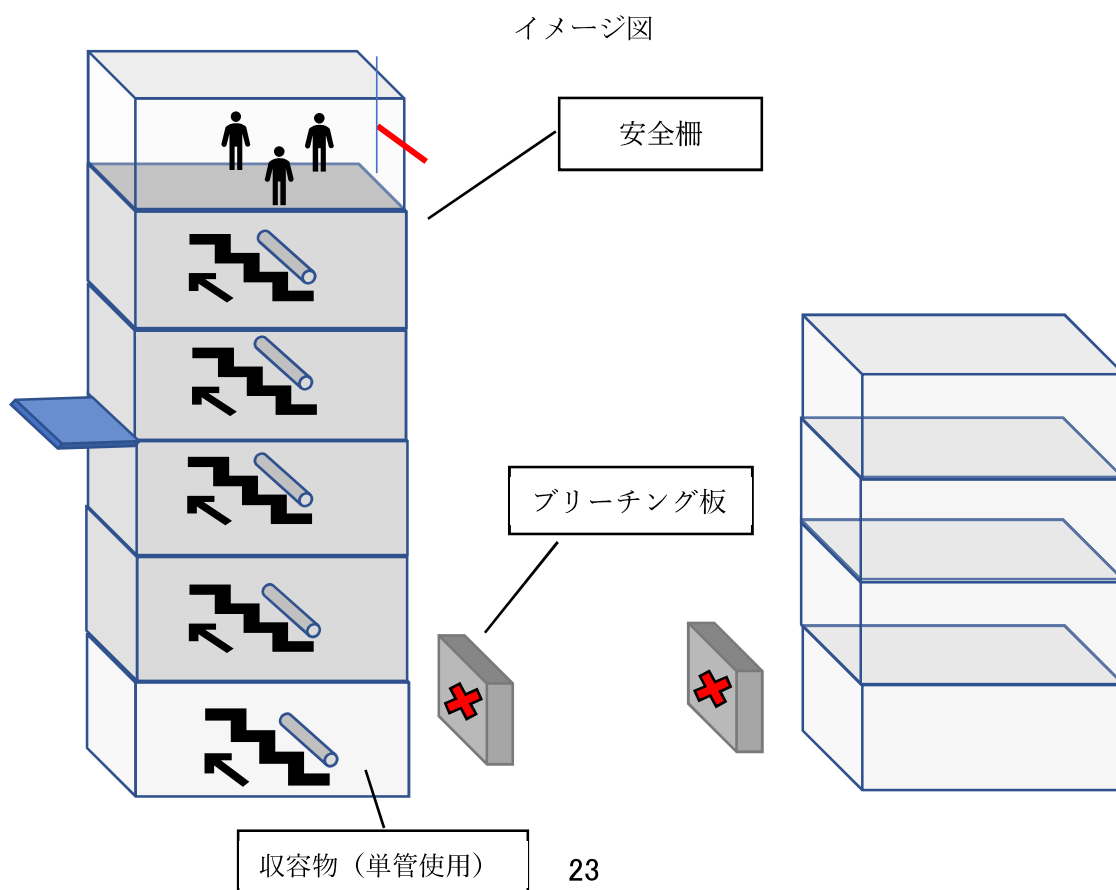 イメージ図
安全柵
ブリーチング板
収容物（単管使用）
23